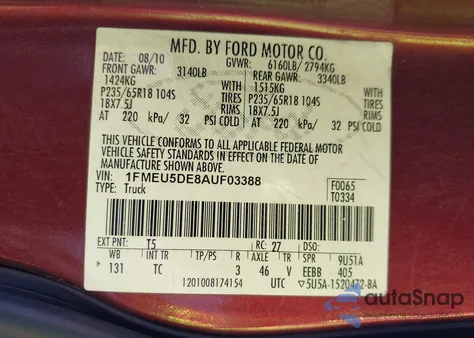 MFD. BY FORD MOTOR CO.
DATE: 08/10 GVWR: 6160LB/ 2794KG
FRONT GAWR: 3140LB REAR GAWR: 3340LB
1424KG WITH 1515KG WITH
P235/65R18 104S TIRES P235/65R18 104S TIRES
18X7.5J RIMS 18X7.5J RIMS
AT 220 kPa/ 32 PSI COLD AT 220 kPa/ 32 PSI COLD
THIS VEHICLE CONFORMS TO ALL APPLICABLE FEDERAL MOTOR
VEHICLE SAFETY AND THEFT PREVENTION STANDARDS IN EFFECT ON THE DATE OF
MANUFACTURE SHOWN ABOVE.
VIN: 1FMEU5DE8AUF03388 F0065
TYPE: Truck T0334
EXT PNT: T5 RC: 27 DSO:
WB INT TR TP/PS R AXLE TR SPR 9U51A
131 TC 3 46 V EEBB 405
1201008174154 UTC ▽5U5A-1520472-BA
autoSnap